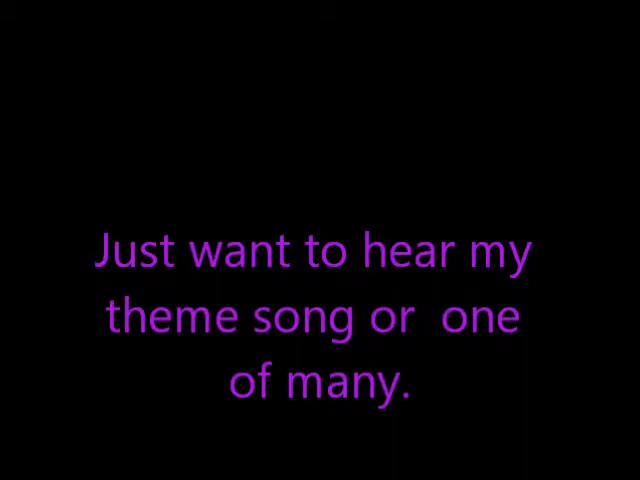 Just want to hear my
theme song or  one
of many.